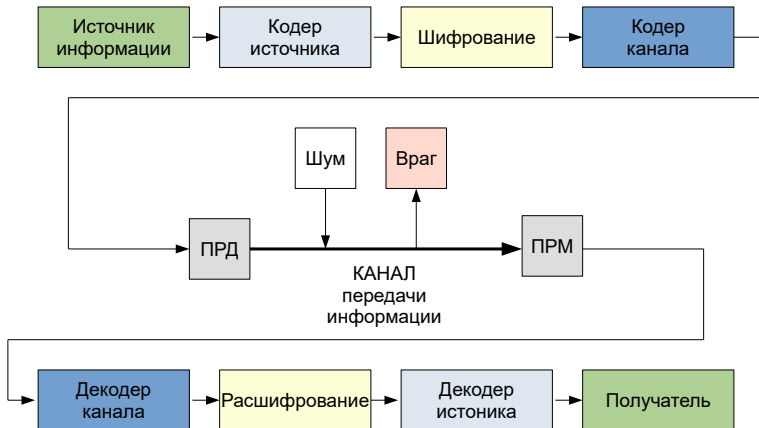 Источник
информации
Кодер
источника
Шифрование
Кодер
канала
Шум
Враг
ПРД
ПРМ
КАНАЛ
передачи
информации
Декодер
канала
Расшифрование
Декодер
истоника
Получатель